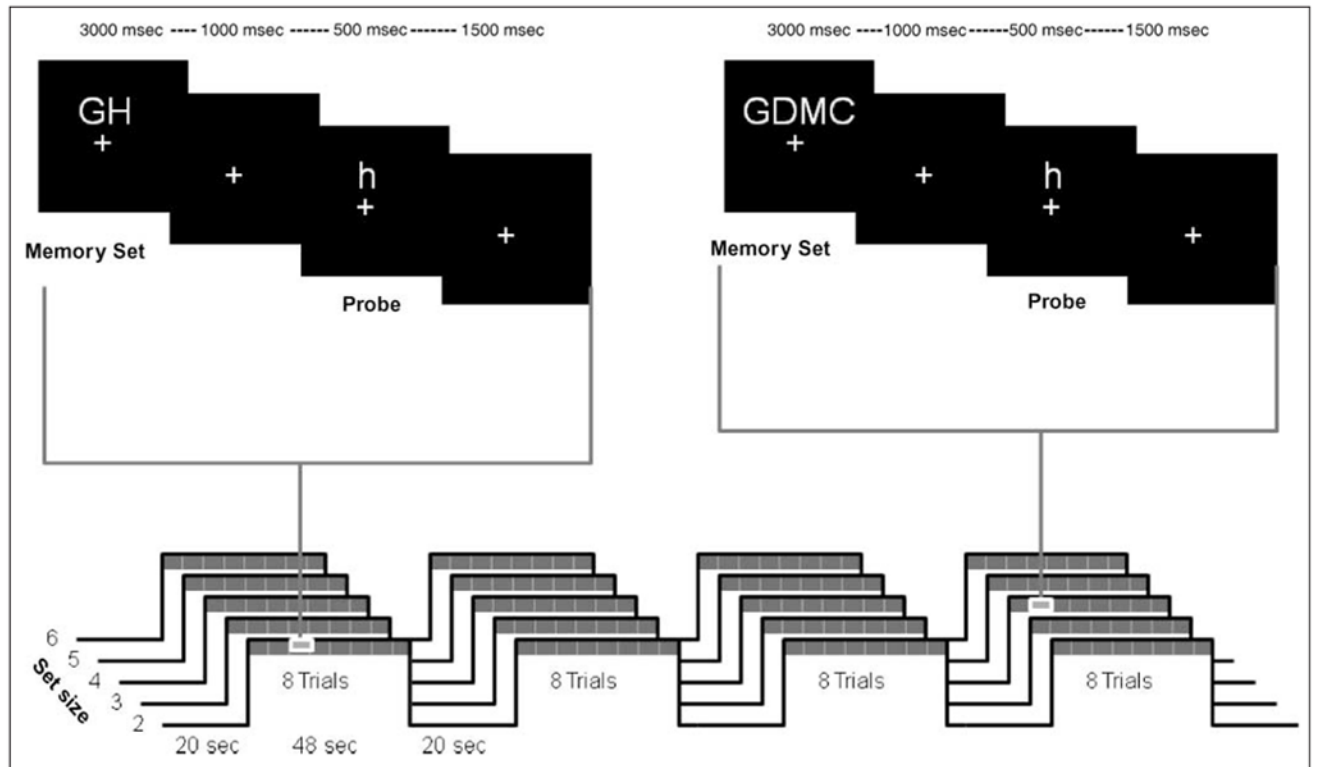 3000 msec ---- 1000 msec ------ 500 msec ----- 1500 msec
GH
+
+
h
+
+
Memory Set
Probe
3000 msec ----1000 msec ------500 msec------ 1500 msec
GDMC
+
+
h
+
+
Memory Set
Probe
6
5
4
3
2
Set size
8 Trials
8 Trials
8 Trials
8 Trials
20 sec
48 sec
20 sec